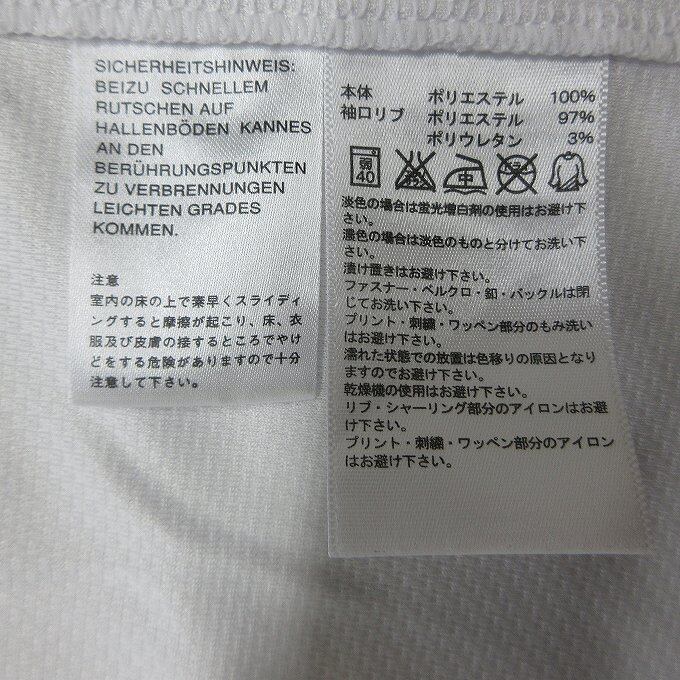 SICHERHEITSHINWEIS:
BEIZU SCHNELLEM
RUTSCHEN AUF
HALLENBÖDEN KANNES
AN DEN
BERÜHRUNGSPUNKTEN
ZU VERBRENNUNGEN
LEICHTEN GRADES
KOMMEN.
注意
室内の床の上で素早くスライディ
ングすると摩擦が起こり、床、衣
服及び皮膚の接するところでやけ
どをする危険がありますので十分
注意して下さい。
本体 ポリエステル 100%
袖口リブ ポリエステル 97%
ポリウレタン 3%
弱 40 中
淡色の場合は蛍光増白剤の使用はお避け下
さい。
濃色の場合は淡色のものと分けてお洗い下
さい。
漬け置きはお避け下さい。
ファスナー・ベルクロ・釦・バックルは閉
じてお洗い下さい。
プリント・刺繍・ワッペン部分のもみ洗い
はお避け下さい。
濡れた状態での放置は色移りの原因となり
ますのでお避け下さい。
乾燥機の使用はお避け下さい。
リブ・シャーリング部分のアイロンはお避
け下さい。
プリント・刺繍・ワッペン部分のアイロン
はお避け下さい。